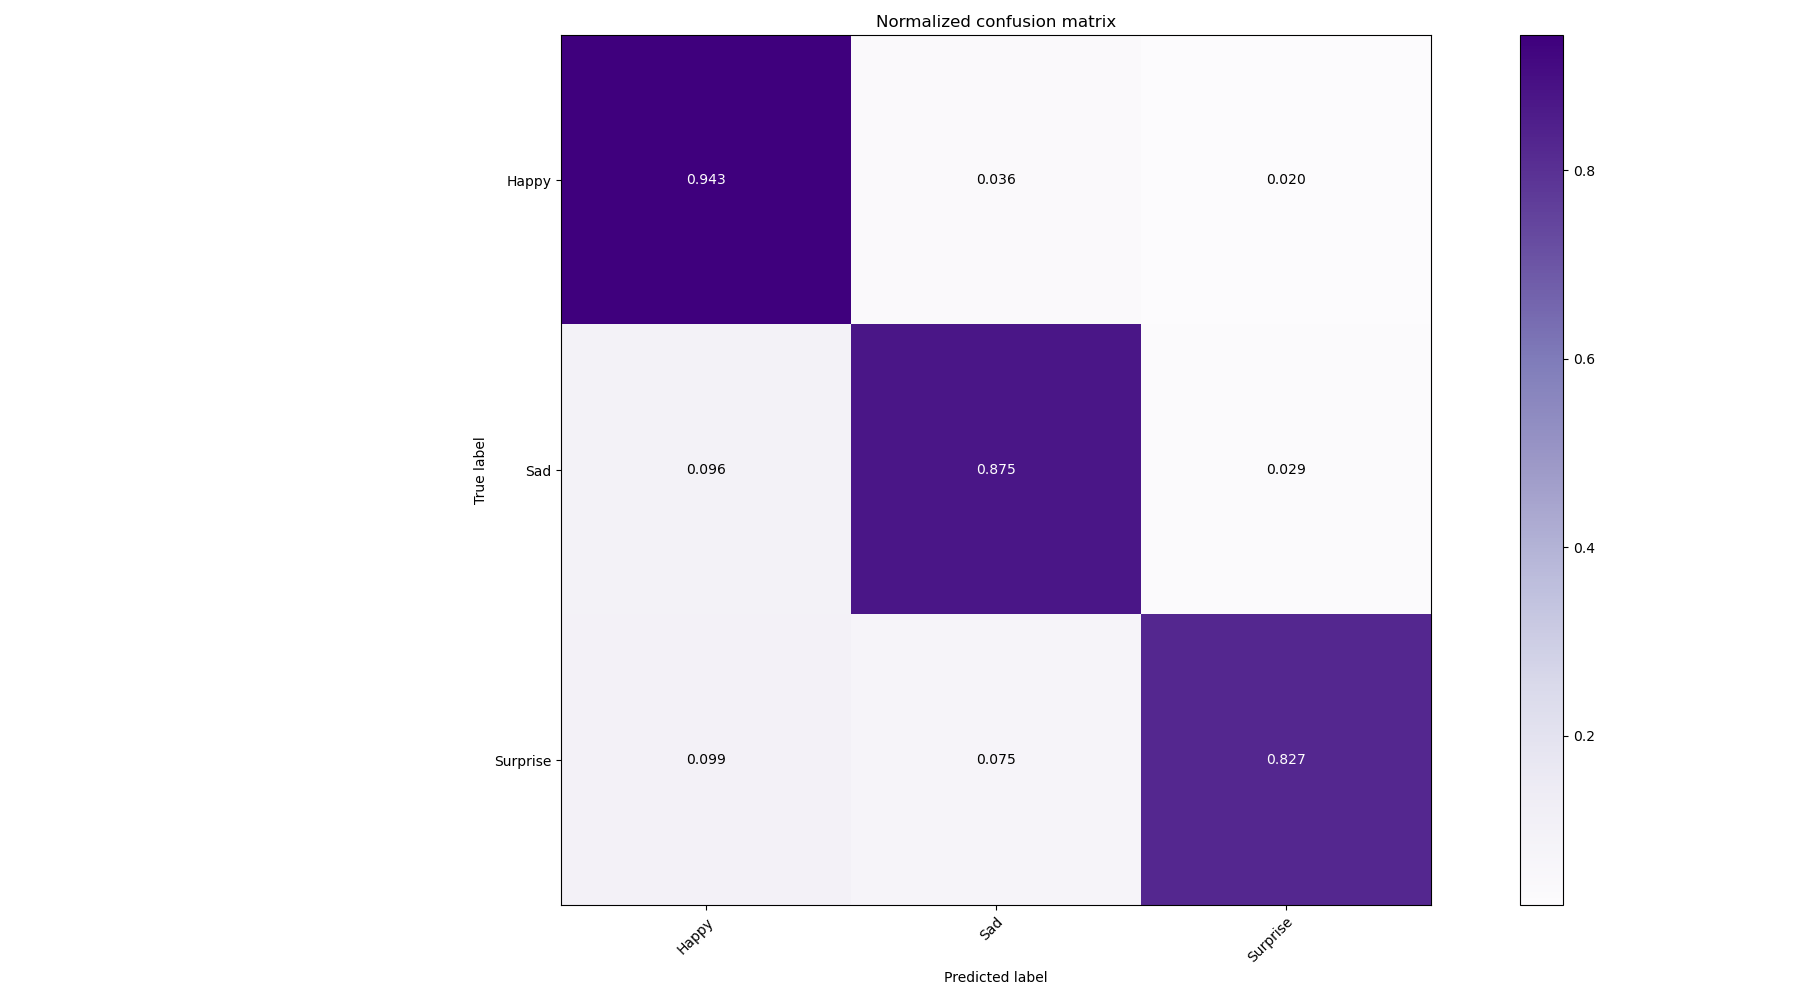 Normalized confusion matrix
Happy 0.943 0.036 0.020
0.8
0.6
Sad 0.096 0.875 0.029
True label
0.4
0.2
Surprise 0.099 0.075 0.827
Happy Sad Surprise
Predicted label